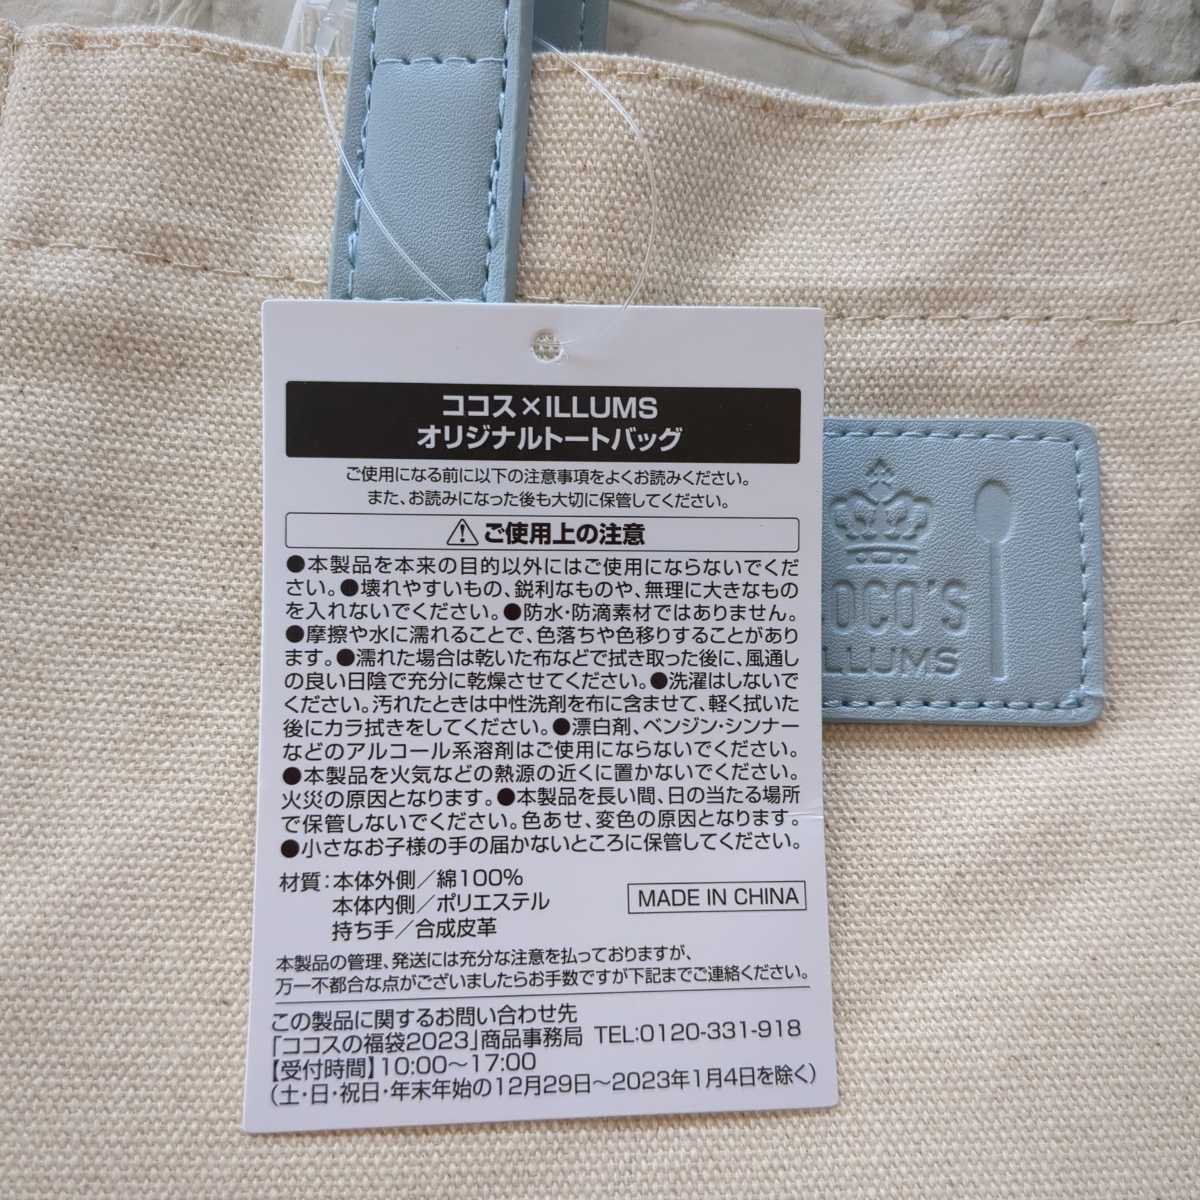 ココス×ILLUMS
オリジナルトートバッグ
ご使用になる前に以下の注意事項をよくお読みください。
また、お読みになった後も大切に保管してください。
ご使用上の注意
●本製品を本来の目的以外にはご使用にならないでくだ
さい。●壊れやすいもの、鋭利なものや、無理に大きなもの
を入れないでください。●防水・防滴素材ではありません。
●摩擦や水に濡れることで、色落ちや色移りすることがあり
ます。●濡れた場合は乾いた布などで拭き取った後に、風通し
の良い日陰で充分に乾燥させてください。●洗濯はしないで
ください。汚れたときは中性洗剤を布に含ませて、軽く拭いた
後にカラ拭きをしてください。●漂白剤、ベンジン・シンナー
などのアルコール系溶剤はご使用にならないでください。
●本製品を火気などの熱源の近くに置かないでください。
火災の原因となります。●本製品を長い間、日の当たる場所
で保管しないでください。色あせ、変色の原因となります。
●小さなお子様の手の届かないところに保管してください。
材質：本体外側／綿100%
本体内側／ポリエステル
持ち手／合成皮革
MADE IN CHINA
本製品の管理、発送には充分な注意を払っておりますが、
万一不都合な点がございましたらお手数ですが下記までご連絡ください。
この製品に関するお問い合わせ先
「ココスの福袋2023」商品事務局 TEL:0120-331-918
【受付時間】10:00〜17:00
（土・日・祝日・年末年始の12月29日〜2023年1月4日を除く）
OCO'S
LLUMS